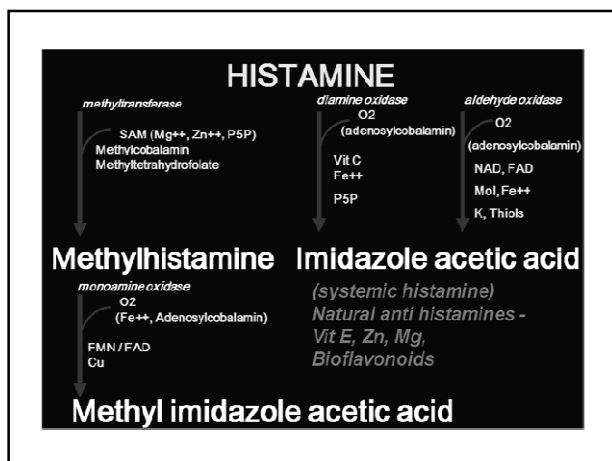 HISTAMINE
methyltransferase
SAM (Mg++, Zn++, P5P)
Methylcobalamin
Methyltetrahydrofolate
diamine oxidase
O2
(adenosylcobalamin)
Vit C
Fe++
P5P
aldehyde oxidase
O2
(adenosylcobalamin)
NAD, FAD
Mol, Fe++
K, Thiols
Methylhistamine
Imidazole acetic acid
monoamine oxidase
O2
(Fe++, Adenosylcobalamin)
FMN / FAD
Cu
(systemic histamine)
Natural anti histamines -
Vit E, Zn, Mg,
Bioflavonoids
Methyl imidazole acetic acid